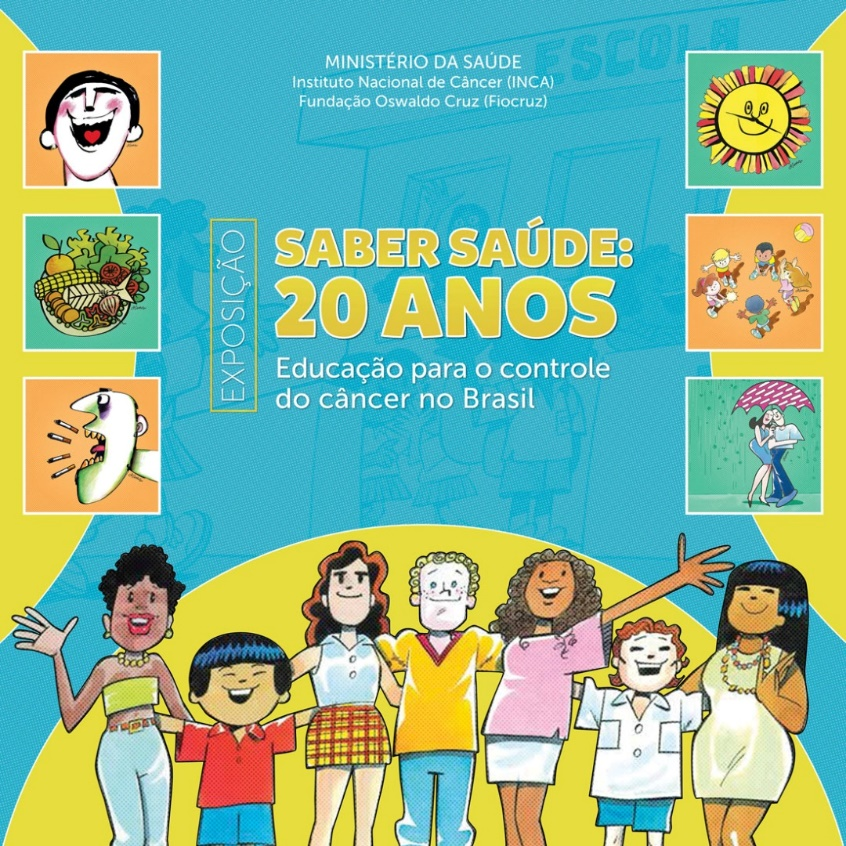 ESCOLA
MINISTÉRIO DA SAÚDE
Instituto Nacional de Câncer (INCA)
Fundação Oswaldo Cruz (Fiocruz)
EXPOSIÇÃO
SABER SAÚDE:
20 ANOS
Educação para o controle
do câncer no Brasil